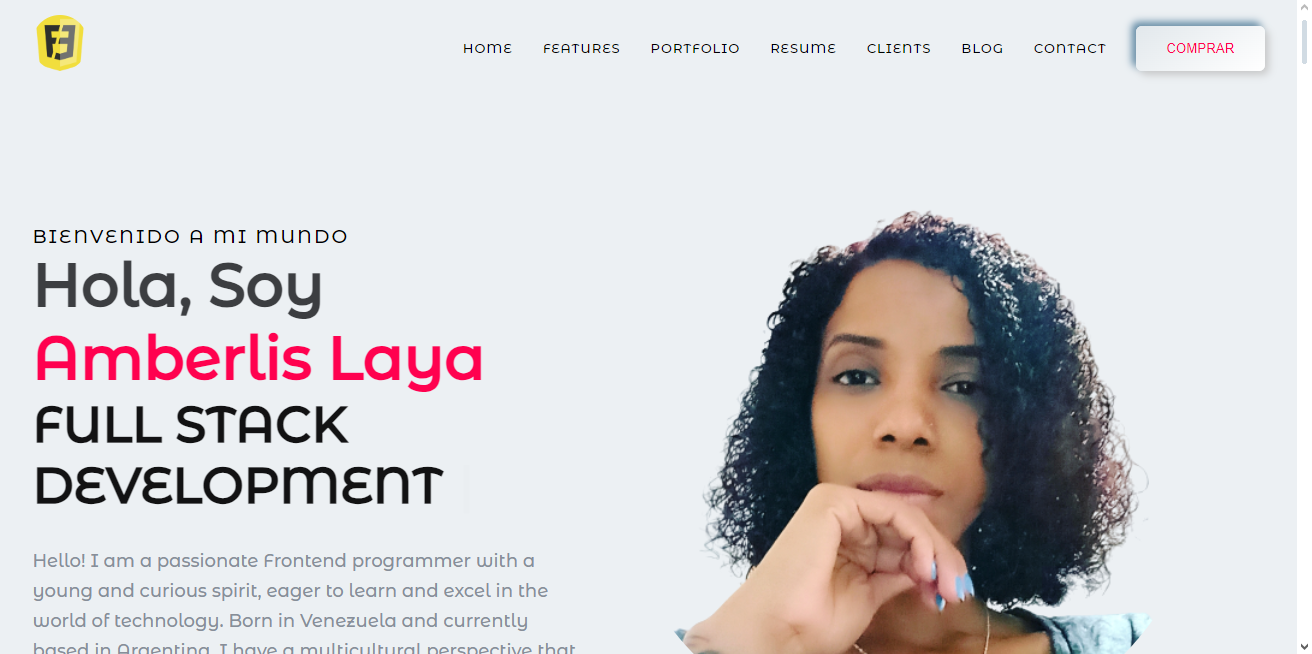 HOME FEATURES PORTFOLIO RESUME CLIENTS BLOG CONTACT COMPRAR
BIENVENIDO A MI MUNDO
Hola, Soy
Amberlis Laya
FULL STACK
DEVELOPMENT
Hello! I am a passionate Frontend programmer with a
young and curious spirit, eager to learn and excel in the
world of technology. Born in Venezuela and currently
based in Argentina, I have a multicultural perspective that